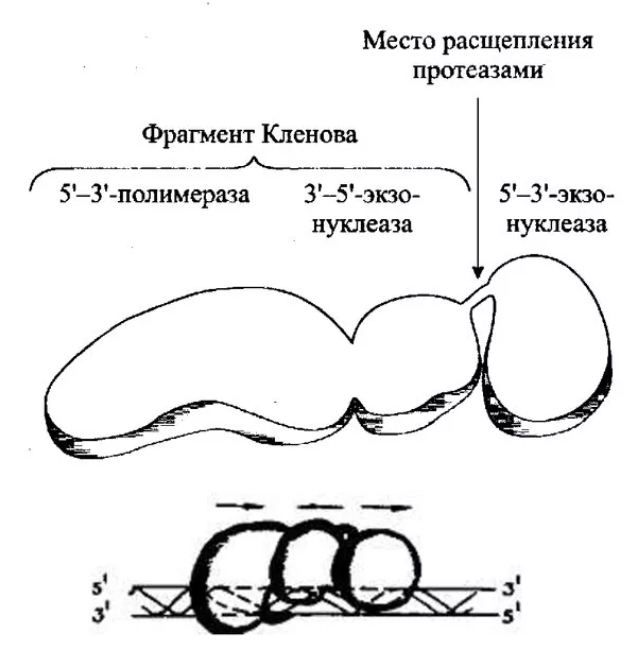 Место расщепления
протеазами
Фрагмент Кленова
5'–3'-полимераза
3'–5'-экзо-
нуклеаза
5'–3'-экзо-
нуклеаза
5' 3'
3' 5'